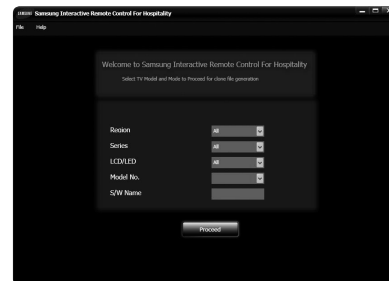 SAMSUNG Samsung Interactive Remote Control For Hospitality
File Help
Welcome to Samsung Interactive Remote Control For Hospitality
Select TV Model and Mode to Proceed for clone file generation
Region All
Series All
LCD/LED All
Model No.
S/W Name
Proceed